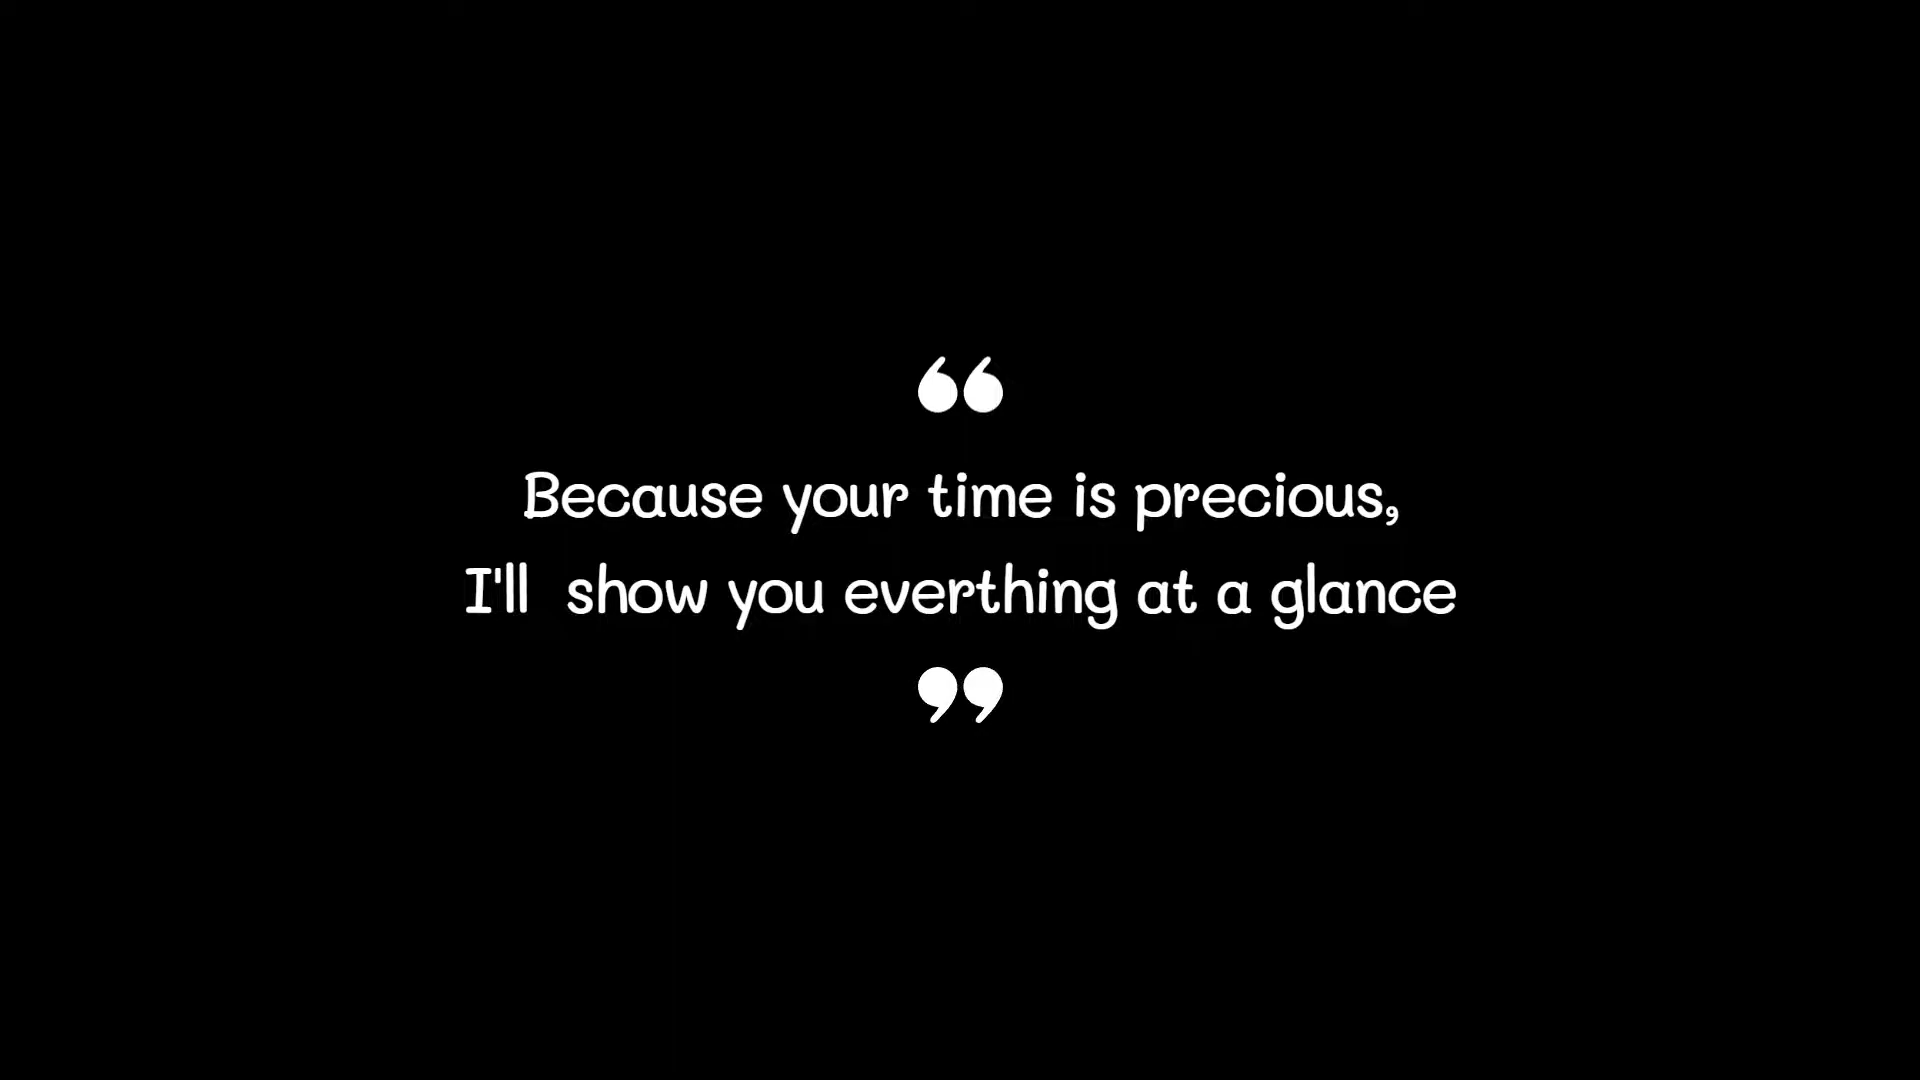 “
Because your time is precious,
I'll  show you everthing at a glance
”